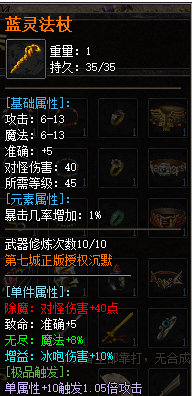 蓝灵法杖
重量: 1
持久: 35/35
[基础属性]:
攻击: 6-13
魔法: 6-13
准确: +5
对怪伤害: 40
所需等级: 45
[元素属性]:
暴击几率增加: 1%
武器修炼次数10/10
第七城正版授权沉默
[单件属性]:
除魔: 对怪伤害+40点
致命: 准确+5
无尽: 魔法+8%
增益: 冰咆伤害+10%
[极品触发]:
单属性+10触发1.05倍攻击